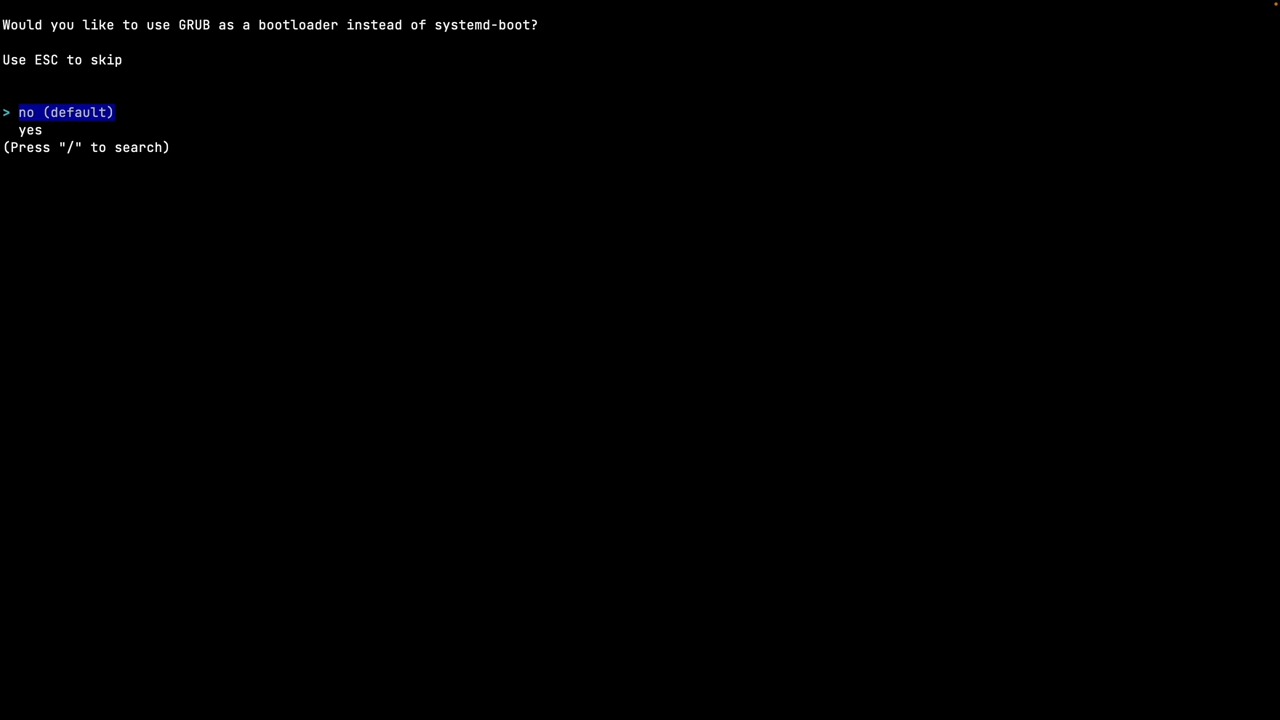 Would you like to use GRUB as a bootloader instead of systemd-boot?
Use ESC to skip
> no (default)
yes
(Press "/" to search)